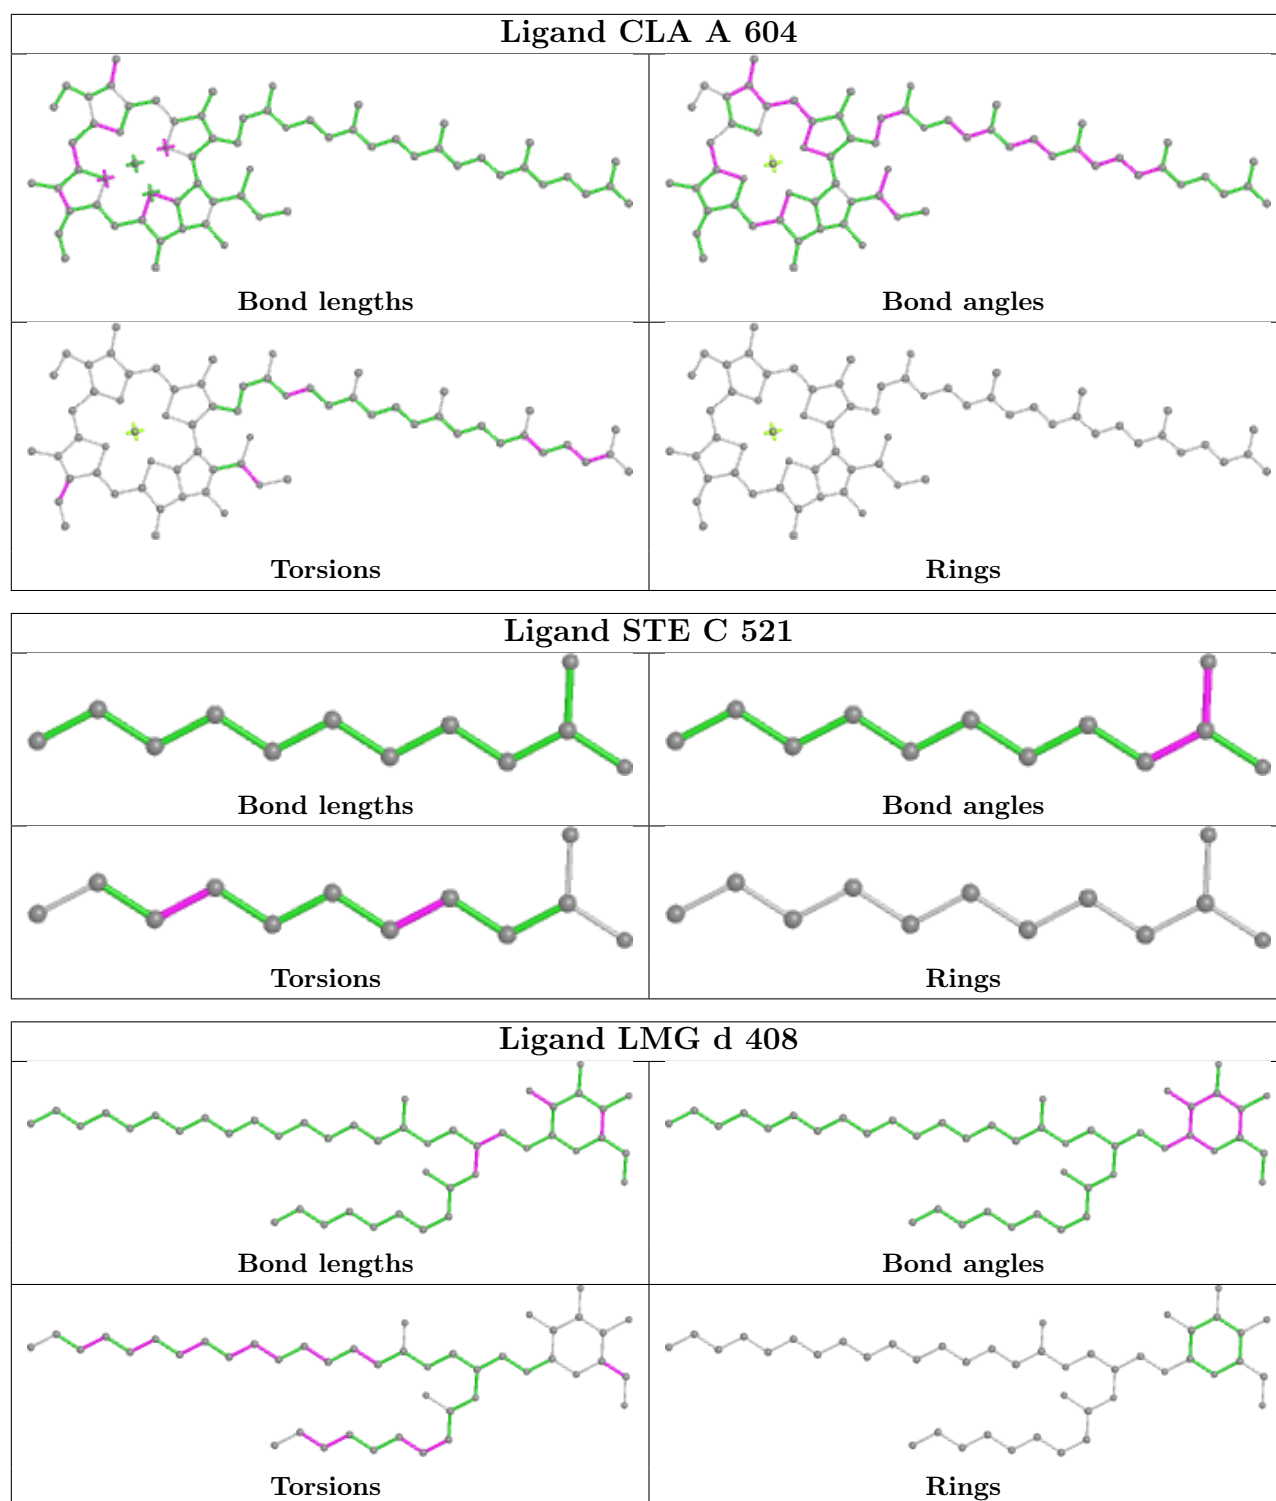 Ligand CLA A 604
Bond lengths
Bond angles
Torsions
Rings
Ligand STE C 521
Bond lengths
Bond angles
Torsions
Rings
Ligand LMG d 408
Bond lengths
Bond angles
Torsions
Rings